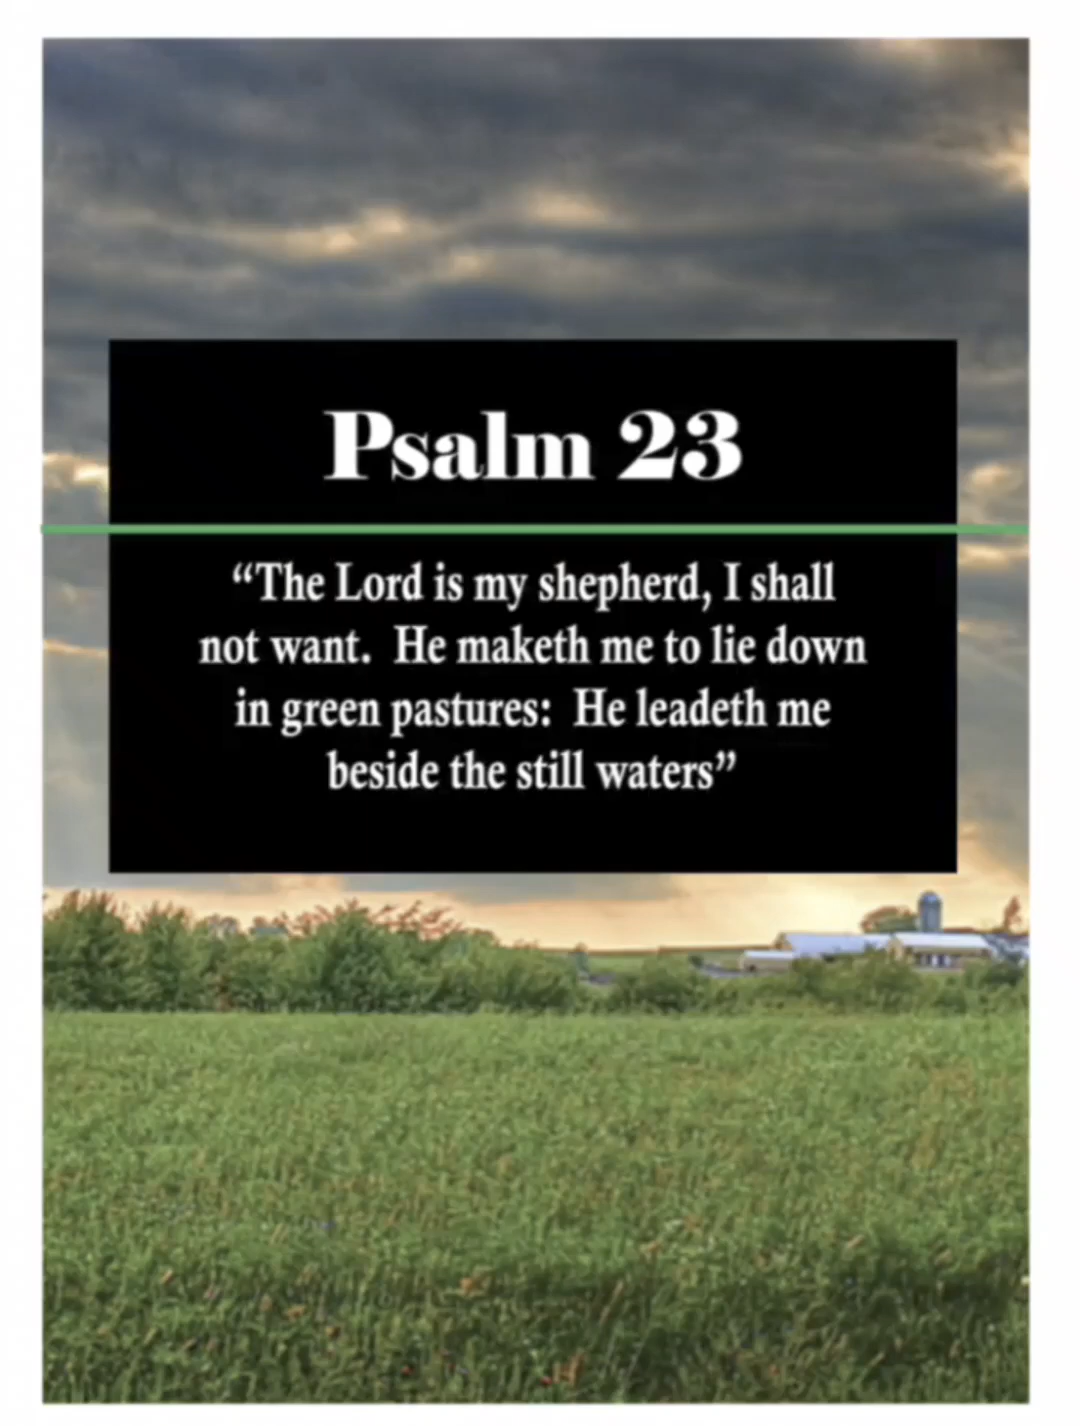 Psalm 23
“The Lord is my shepherd, I shall
not want.  He maketh me to lie down
in green pastures:  He leadeth me
beside the still waters”